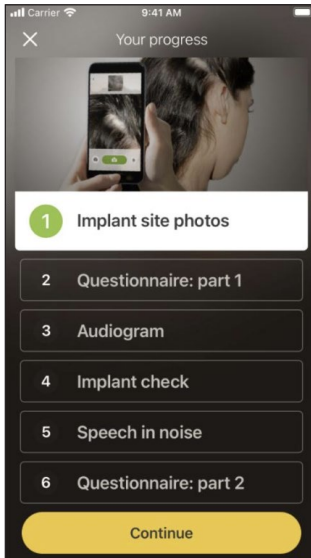 Carrier 9:41 AM
Your progress
1 Implant site photos
2 Questionnaire: part 1
3 Audiogram
4 Implant check
5 Speech in noise
6 Questionnaire: part 2
Continue